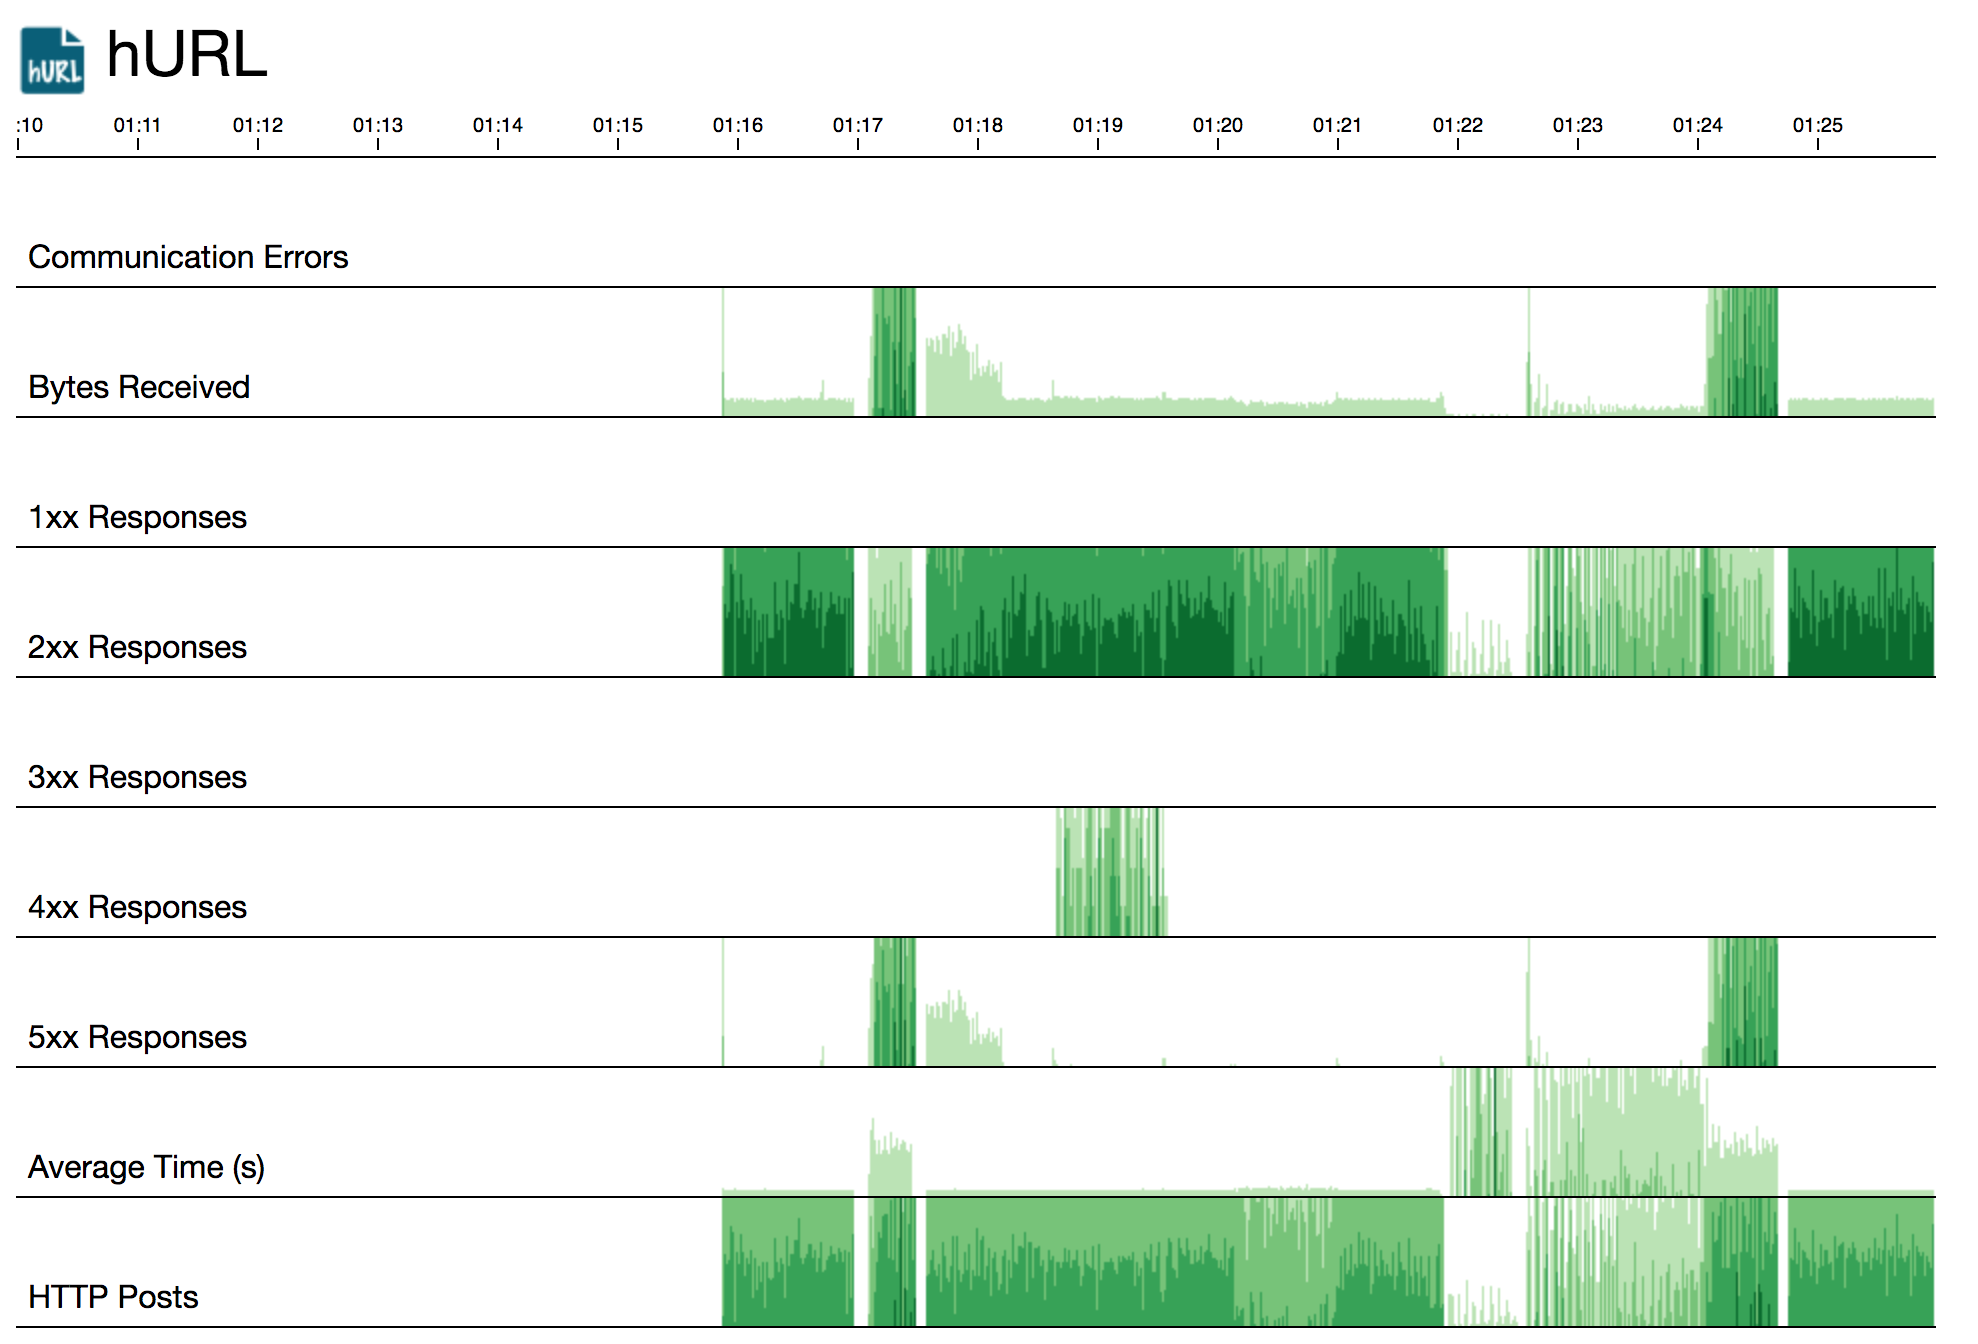 hURL
hURL
:10 01:11 01:12 01:13 01:14 01:15 01:16 01:17 01:18 01:19 01:20 01:21 01:22 01:23 01:24 01:25
Communication Errors
Bytes Received
1xx Responses
2xx Responses
3xx Responses
4xx Responses
5xx Responses
Average Time (s)
HTTP Posts